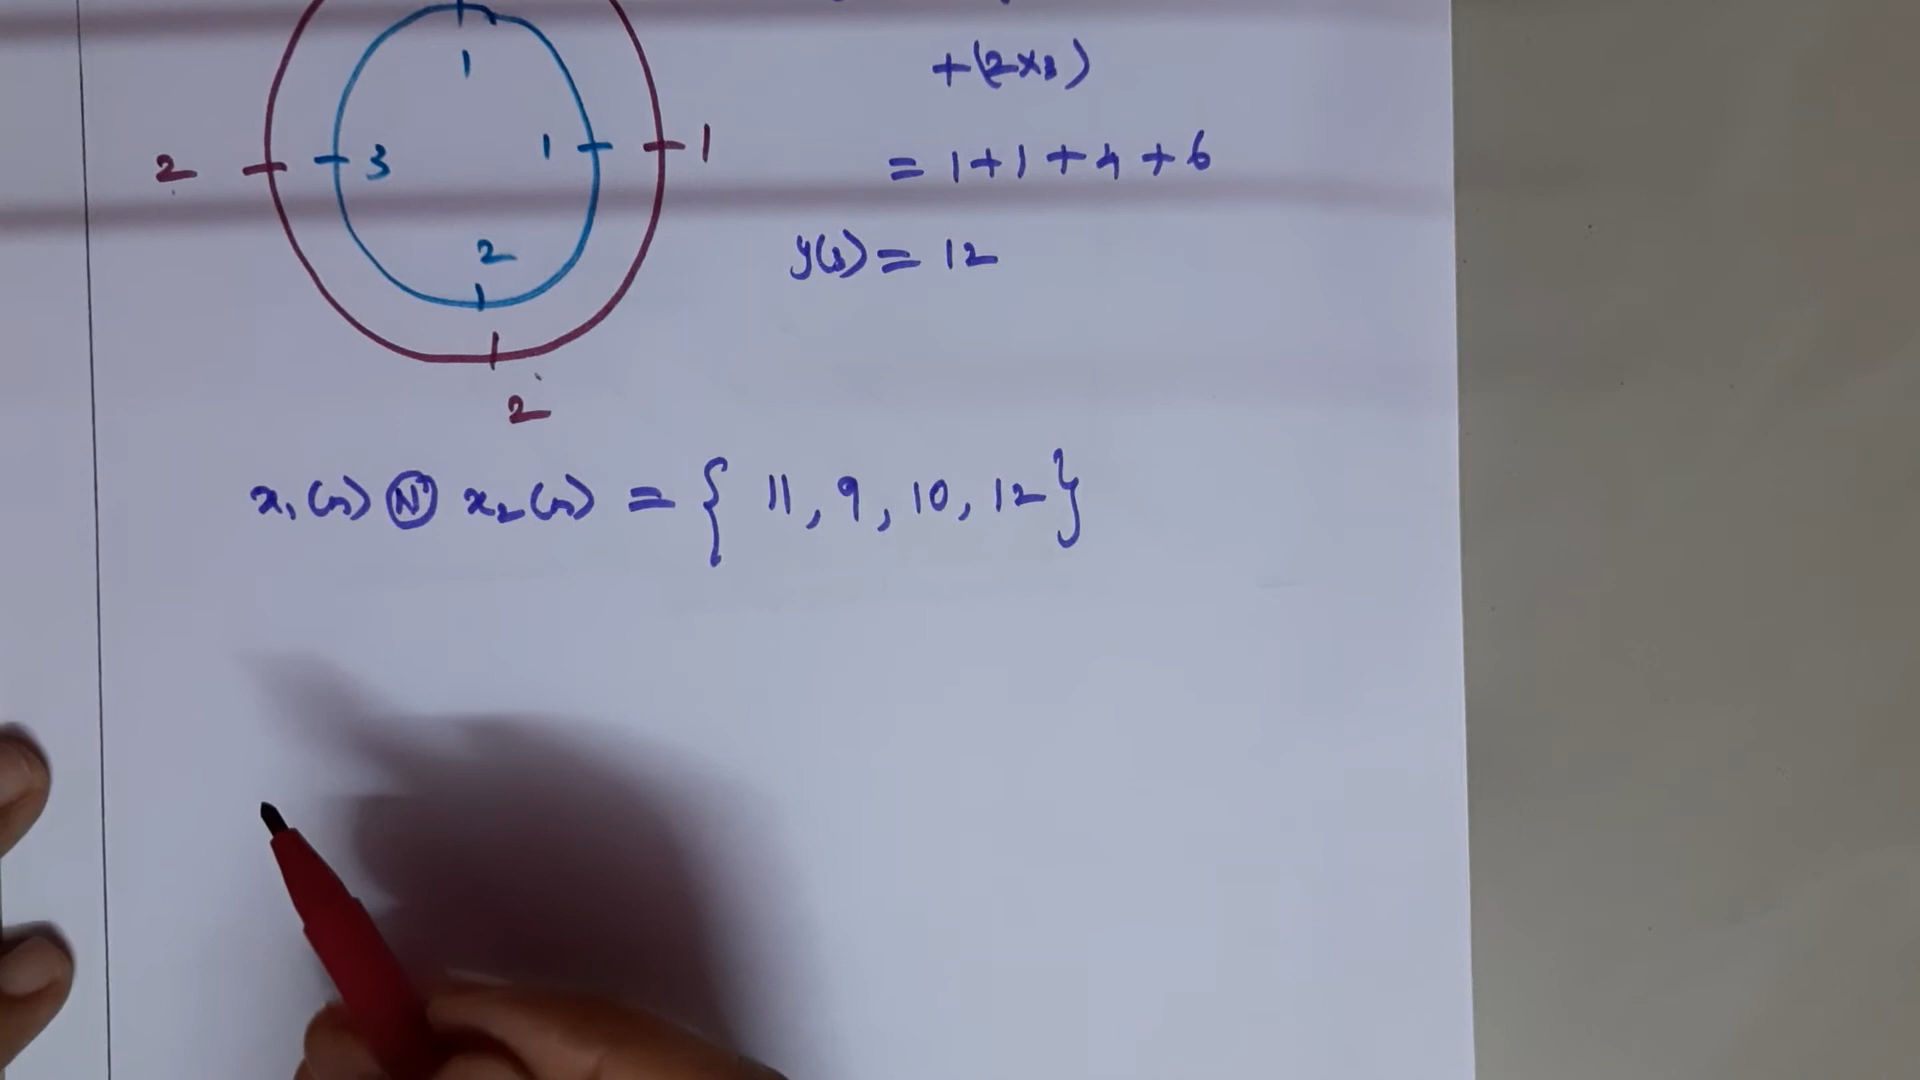 +(2×3)
1
2 3 1 1
= 1+1+4+6
2
y(3) = 12
2
x₁(n) Ⓝ x₂(n) = { 11, 9, 10, 12 }